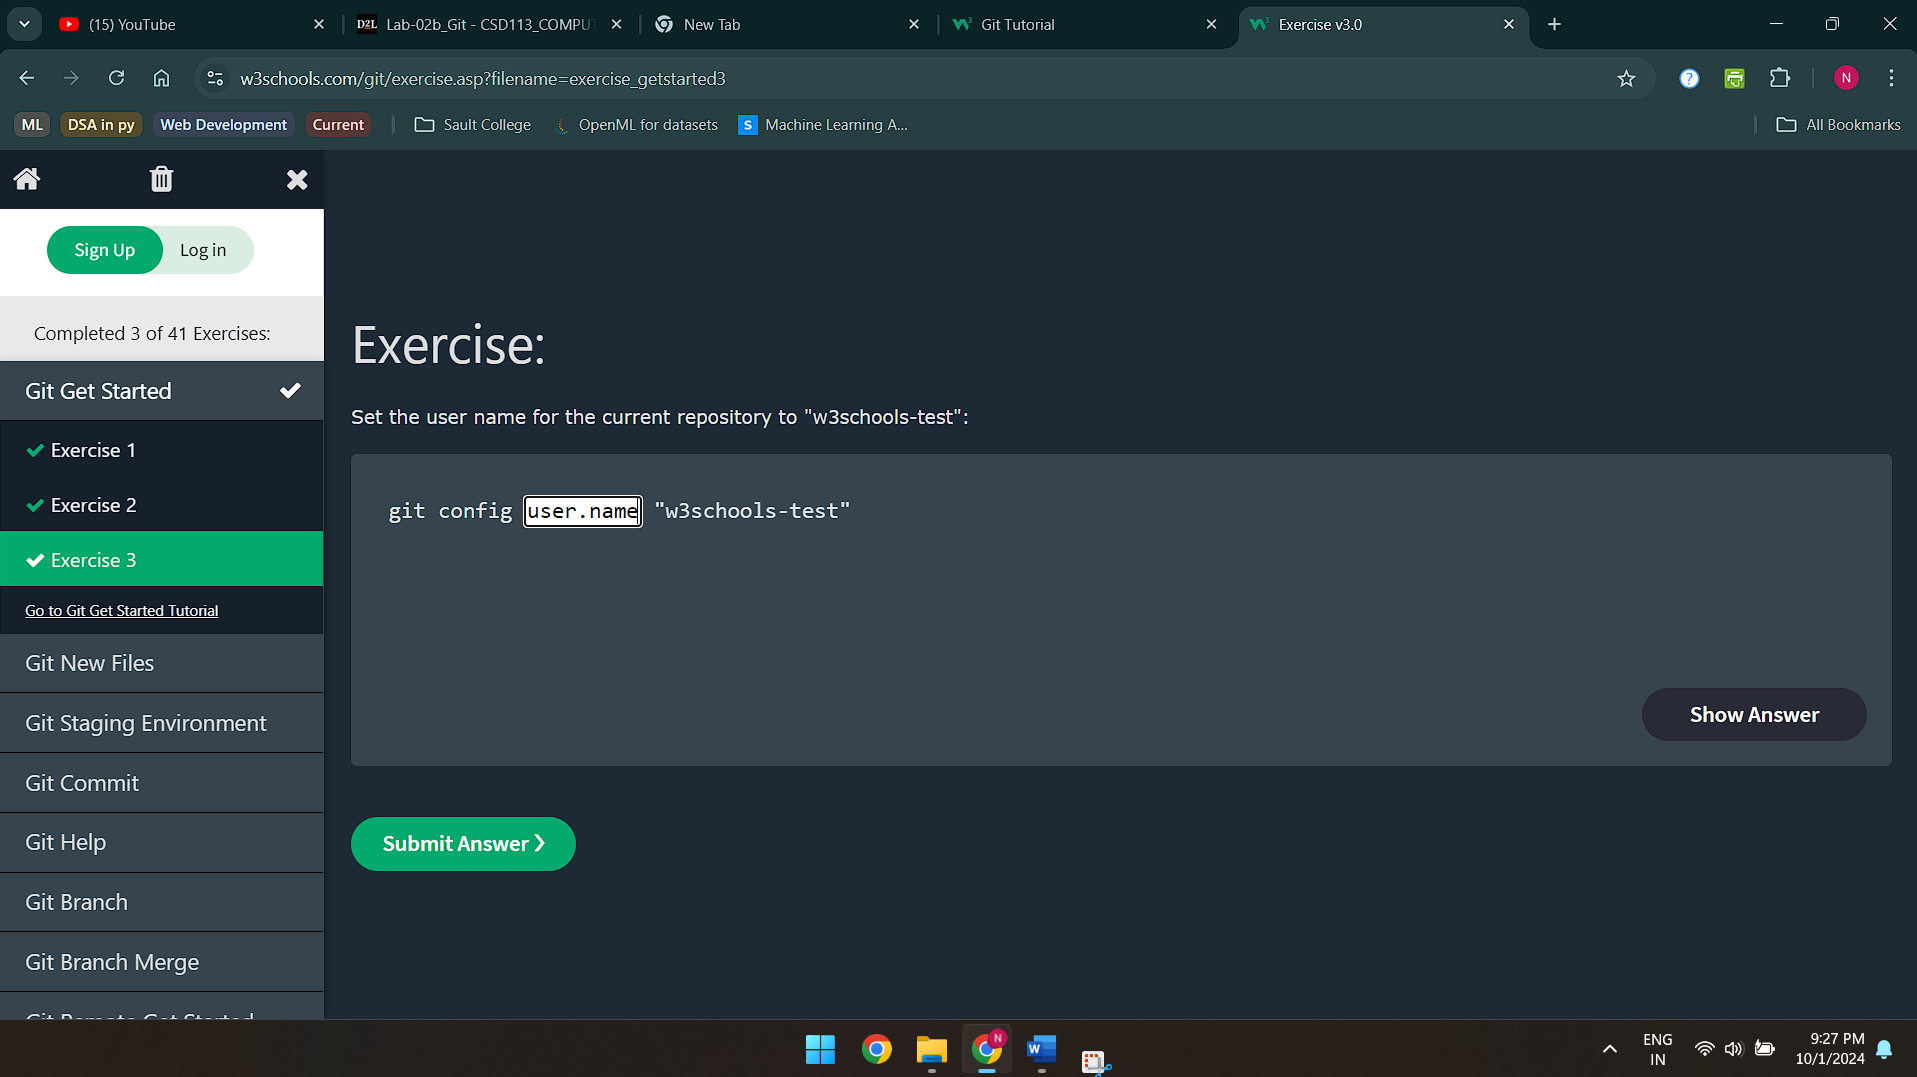 (15) YouTube
Lab-02b_Git - CSD113_COMPUT
New Tab
Git Tutorial
Exercise v3.0
w3schools.com/git/exercise.asp?filename=exercise_getstarted3
N
ML
DSA in py
Web Development
Current
Sault College
OpenML for datasets
Machine Learning A...
All Bookmarks
Sign Up
Log in
Completed 3 of 41 Exercises:
Git Get Started
Exercise 1
Exercise 2
Exercise 3
Go to Git Get Started Tutorial
Git New Files
Git Staging Environment
Git Commit
Git Help
Git Branch
Git Branch Merge
Git Remote Get Started
Exercise:
Set the user name for the current repository to "w3schools-test":
git config user.name "w3schools-test"
Show Answer
Submit Answer ❯
ENG
IN
9:27 PM
10/1/2024